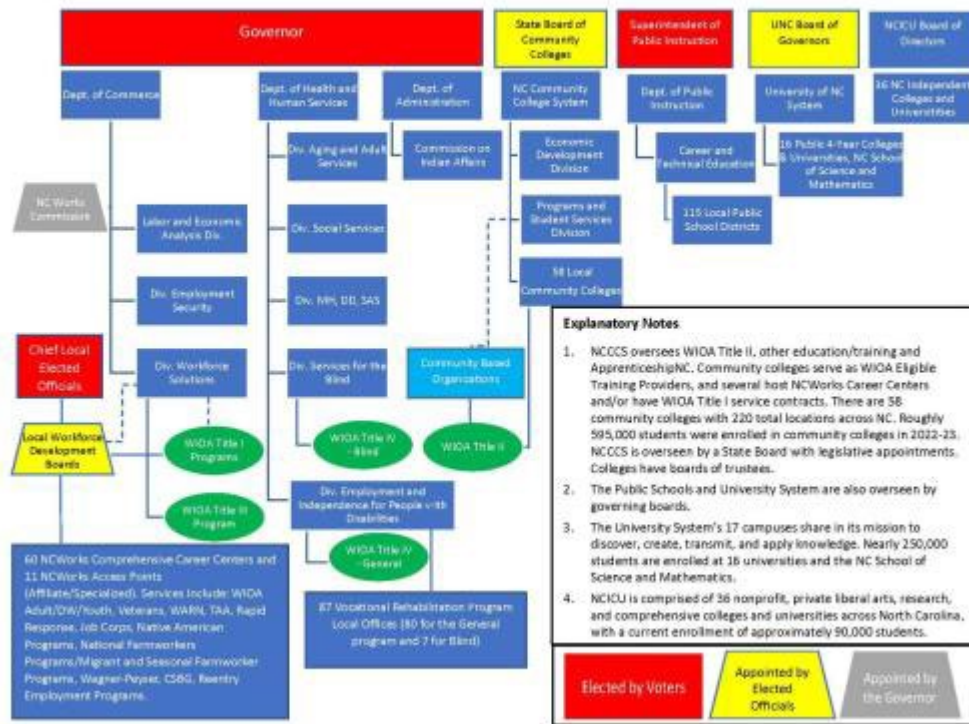 Governor
State Board of
Community
Colleges
Superintendent of
Public Instruction
UNC Board of
Governors
NCICU Board of
Directors
Dept. of Commerce
Dept. of Health and
Human Services
Dept. of
Administration
NC Community
College System
Dept. of Public
Instruction
University of NC
System
36 NC Independent
Colleges and
Universitities
Div. Aging and Adult
Services
Commission on
Indian Affairs
Economic
Development
Division
Career and
Technical Education
16 Public 4-Year Colleges
& Universities, NC School
of Science and
Mathematics
NC Works
Commission
Labor and Economic
Analysis Div.
Div. Social Services
Programs and
Student Services
Division
115 Local Public
School Districts
Div. Employment
Security
Div. MH, DD, SAS
58 Local
Community Colleges
Chief Local
Elected
Officials
Div. Workforce
Solutions
Div. Services for the
Blind
Community Based
Organizations
Local Workforce
Development
Boards
WIOA Title I
Programs
WIOA Title IV
- Blind
WIOA Title II
WIOA Title III
Program
Div. Employment and
Independence for People with
Disabilities
WIOA Title IV
- General
60 NCWorks Comprehensive Career Centers and
11 NCWorks Access Points
(Affiliate/Specialized). Services Include: WIOA
Adult/DW/Youth, Veterans, WARN, TAA, Rapid
Response, Job Corps, Native American
Programs, National Farmworkers
Programs/Migrant and Seasonal Farmworker
Programs, Wagner-Peyser, CSBG, Reentry
Employment Programs.
87 Vocational Rehabilitation Program
Local Offices (80 for the General
program and 7 for Blind)
Explanatory Notes
1. NCCCS oversees WIOA Title II, other education/training and
ApprenticeshipNC. Community colleges serve as WIOA Eligible
Training Providers, and several host NCWorks Career Centers
and/or have WIOA Title I service contracts. There are 58
community colleges with 220 total locations across NC. Roughly
595,000 students were enrolled in community colleges in 2022-23.
NCCCS is overseen by a State Board with legislative appointments.
Colleges have boards of trustees.
2. The Public Schools and University System are also overseen by
governing boards.
3. The University System's 17 campuses share in its mission to
discover, create, transmit, and apply knowledge. Nearly 250,000
students are enrolled at 16 universities and the NC School of
Science and Mathematics.
4. NCICU is comprised of 36 nonprofit, private liberal arts, research,
and comprehensive colleges and universities across North Carolina,
with a current enrollment of approximately 90,000 students.
Elected by Voters
Appointed by
Elected
Officials
Appointed by
the Governor